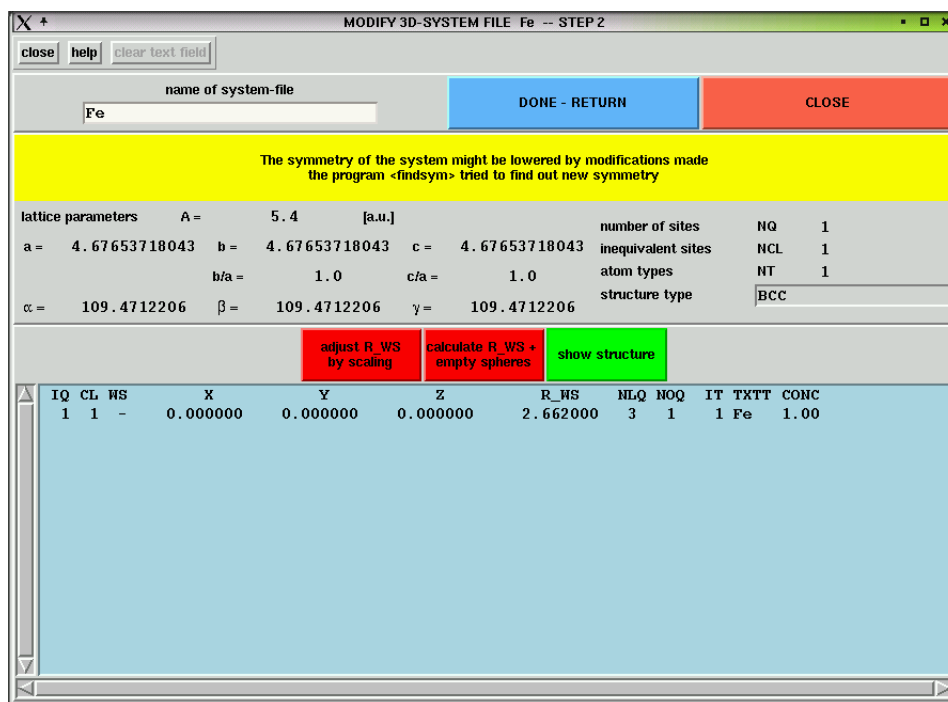 MODIFY 3D-SYSTEM FILE Fe -- STEP 2
close help clear text field
name of system-file
Fe
DONE - RETURN
CLOSE
The symmetry of the system might be lowered by modifications made
the program <findsym> tried to find out new symmetry
lattice parameters A = 5.4 [a.u.]
a = 4.67653718043 b = 4.67653718043 c = 4.67653718043
b/a = 1.0 c/a = 1.0
α = 109.4712206 β = 109.4712206 γ = 109.4712206
number of sites NQ 1
inequivalent sites NCL 1
atom types NT 1
structure type BCC
adjust R_WS
by scaling
calculate R_WS +
empty spheres
show structure
IQ CL WS X Y Z R_WS NLQ NOQ IT TXTT CONC
1 1 - 0.000000 0.000000 0.000000 2.662000 3 1 1 Fe 1.00